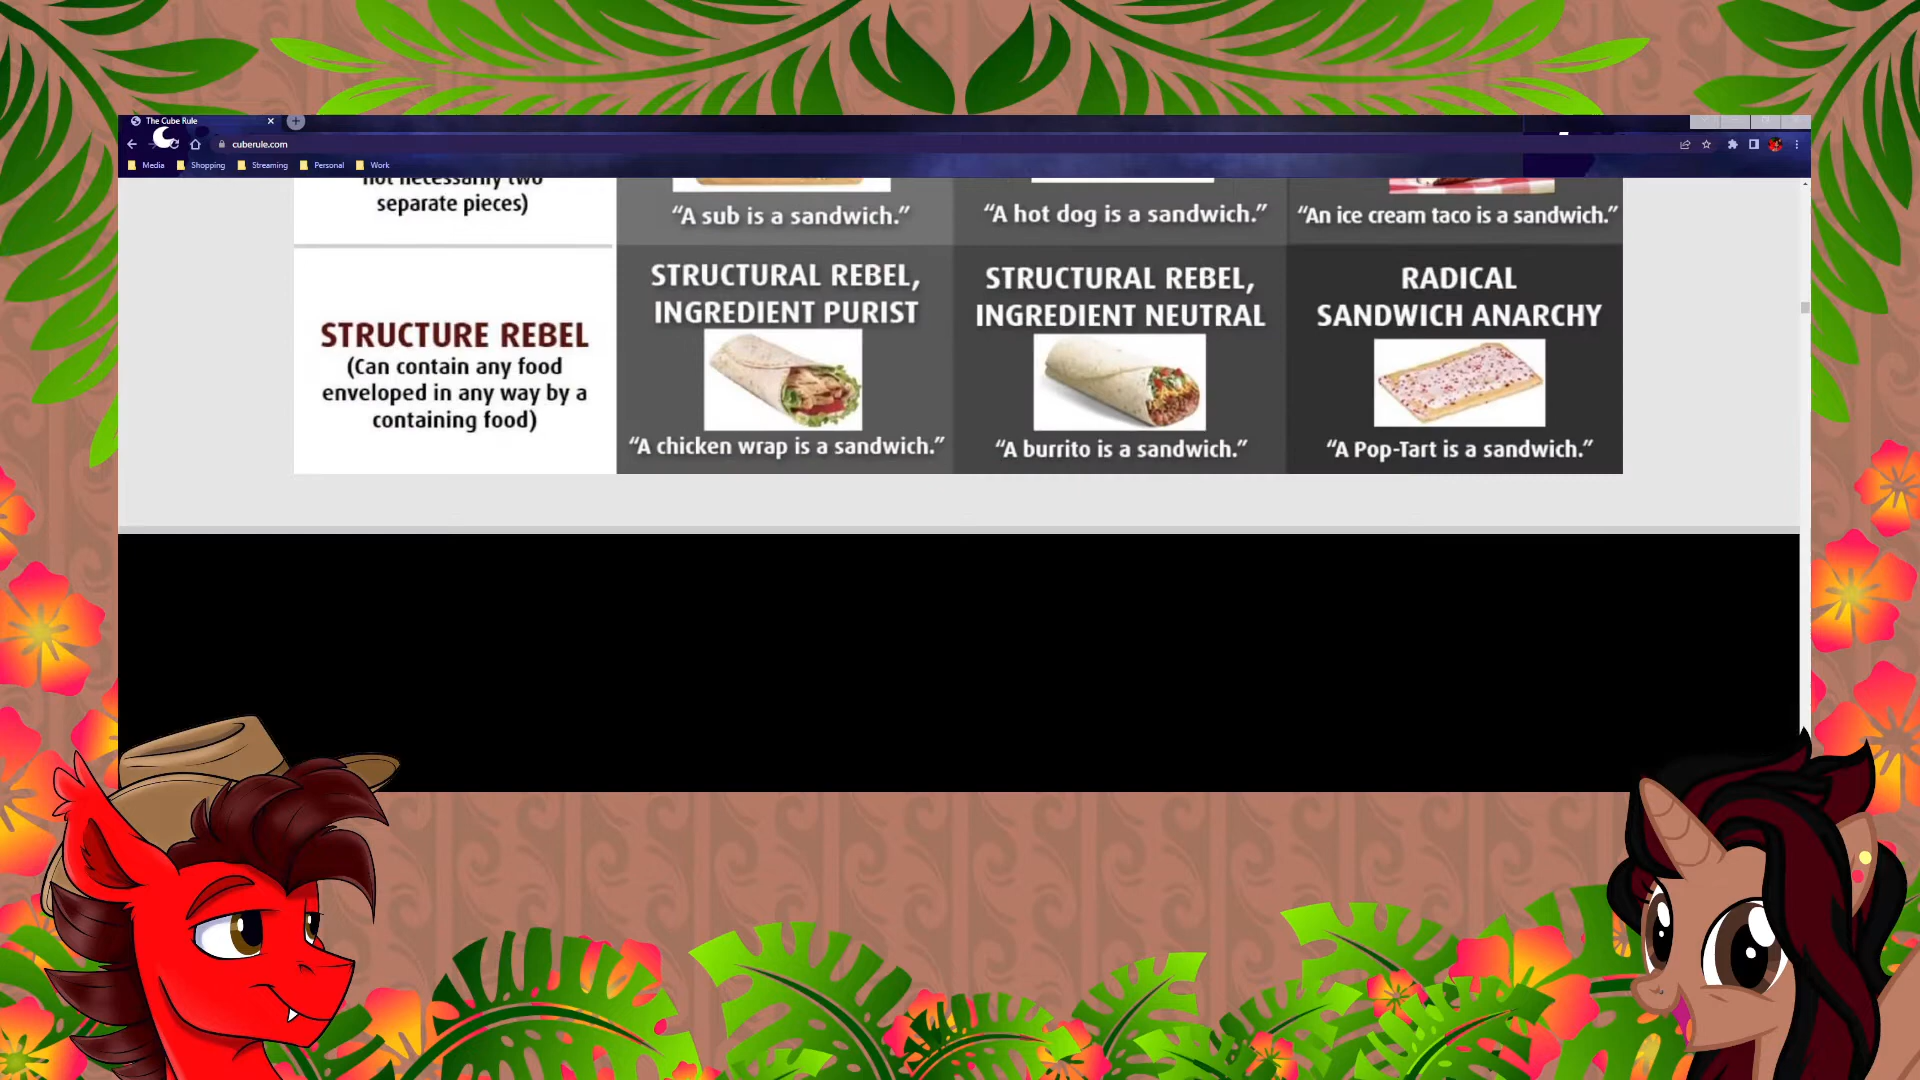 The Cube Rule
cuberule.com
Media Shopping Streaming Personal Work
not necessarily two
separate pieces)
“A sub is a sandwich.”
“A hot dog is a sandwich.”
“An ice cream taco is a sandwich.”
STRUCTURE REBEL
(Can contain any food
enveloped in any way by a
containing food)
STRUCTURAL REBEL,
INGREDIENT PURIST
“A chicken wrap is a sandwich.”
STRUCTURAL REBEL,
INGREDIENT NEUTRAL
“A burrito is a sandwich.”
RADICAL
SANDWICH ANARCHY
“A Pop-Tart is a sandwich.”